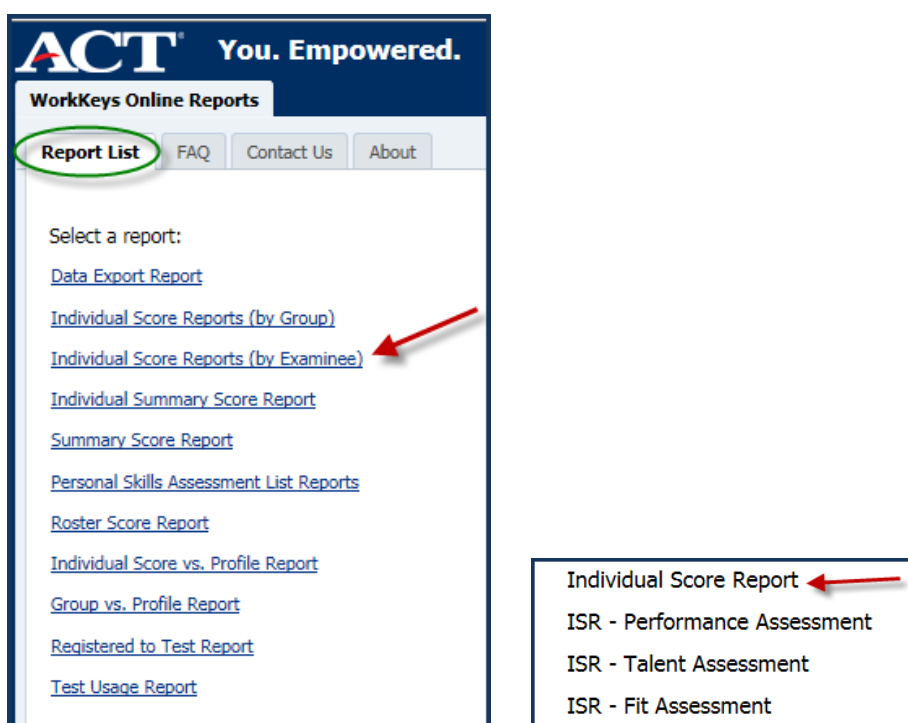 ACT® You. Empowered.
WorkKeys Online Reports
Report List FAQ Contact Us About
Select a report:
Data Export Report
Individual Score Reports (by Group)
Individual Score Reports (by Examinee)
Individual Summary Score Report
Summary Score Report
Personal Skills Assessment List Reports
Roster Score Report
Individual Score vs. Profile Report
Group vs. Profile Report
Registered to Test Report
Test Usage Report
Individual Score Report
ISR - Performance Assessment
ISR - Talent Assessment
ISR - Fit Assessment